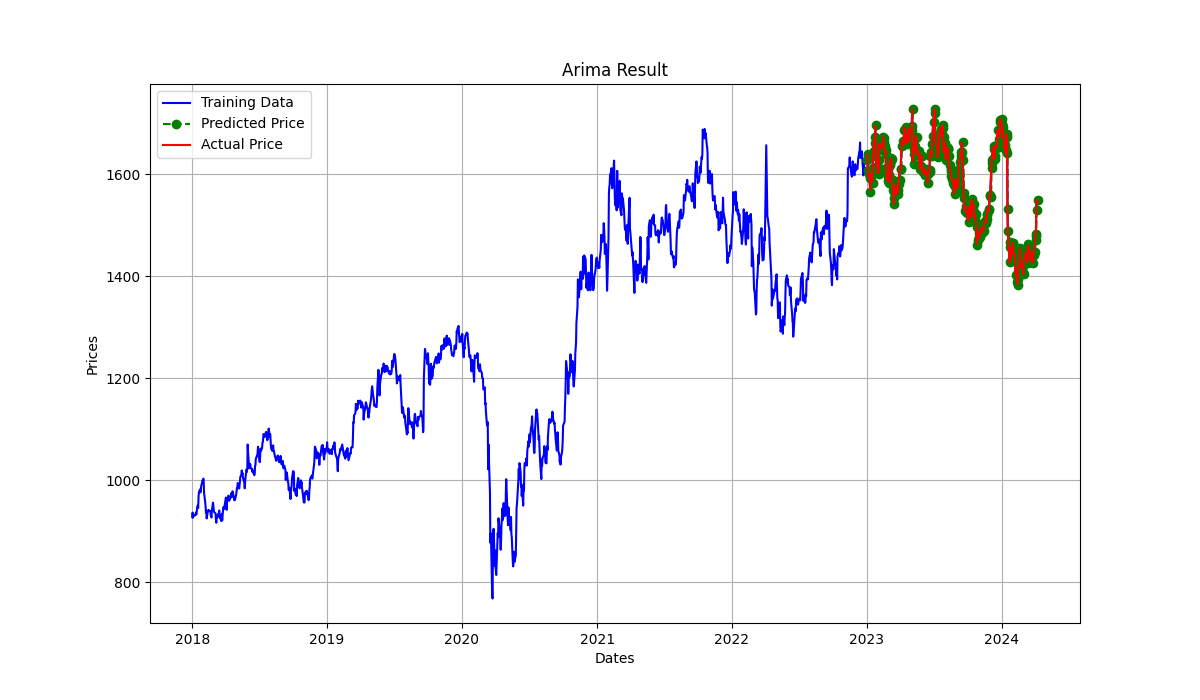 Arima Result
Training Data
Predicted Price
Actual Price
1600
1400
1200
1000
800
Prices
2018 2019 2020 2021 2022 2023 2024
Dates